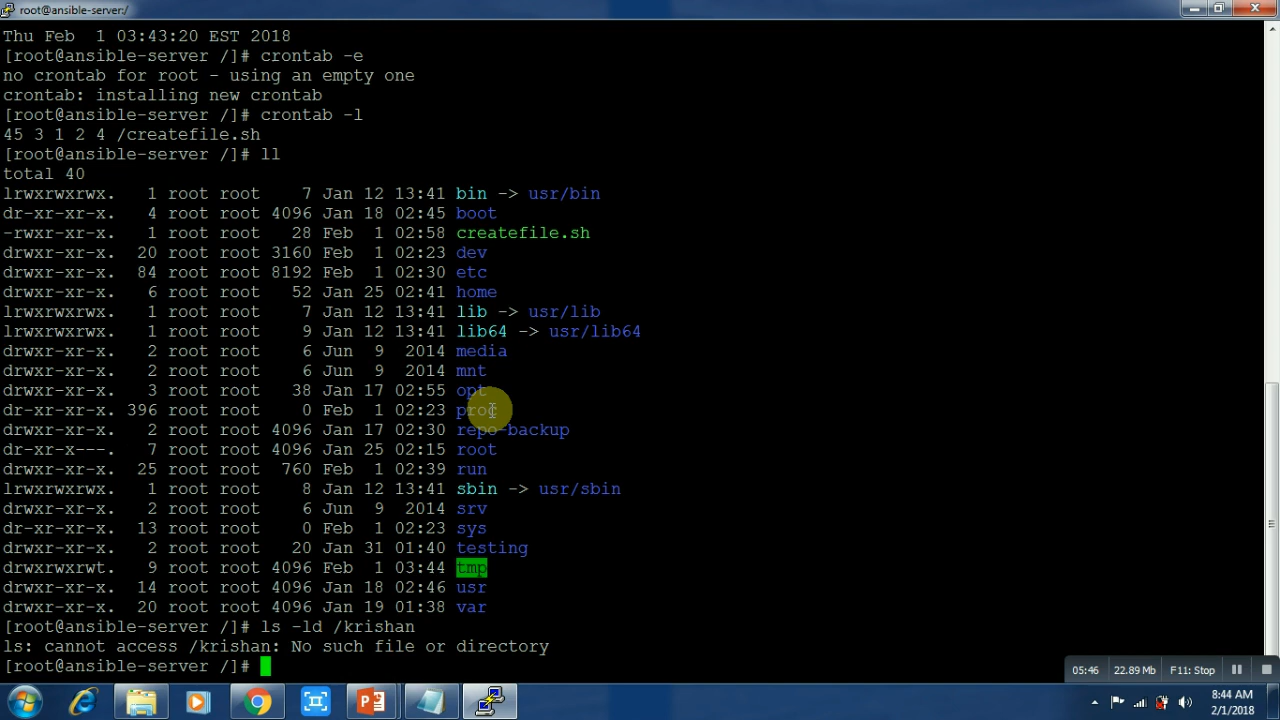 root@ansible-server:/
Thu Feb  1 03:43:20 EST 2018
[root@ansible-server /]# crontab -e
no crontab for root - using an empty one
crontab: installing new crontab
[root@ansible-server /]# crontab -l
45 3 1 2 4 /createfile.sh
[root@ansible-server /]# ll
total 40
lrwxrwxrwx.   1 root root    7 Jan 12 13:41 bin -> usr/bin
dr-xr-xr-x.   4 root root 4096 Jan 18 02:45 boot
-rwxr-xr-x.   1 root root   28 Feb  1 02:58 createfile.sh
drwxr-xr-x.  20 root root 3160 Feb  1 02:23 dev
drwxr-xr-x.  84 root root 8192 Feb  1 02:30 etc
drwxr-xr-x.   6 root root   52 Jan 25 02:41 home
lrwxrwxrwx.   1 root root    7 Jan 12 13:41 lib -> usr/lib
lrwxrwxrwx.   1 root root    9 Jan 12 13:41 lib64 -> usr/lib64
drwxr-xr-x.   2 root root    6 Jun  9  2014 media
drwxr-xr-x.   2 root root    6 Jun  9  2014 mnt
drwxr-xr-x.   3 root root   38 Jan 17 02:55 opt
dr-xr-xr-x. 396 root root    0 Feb  1 02:23 proc
drwxr-xr-x.   2 root root 4096 Jan 17 02:30 repo-backup
dr-xr-x---.   7 root root 4096 Jan 25 02:15 root
drwxr-xr-x.  25 root root  760 Feb  1 02:39 run
lrwxrwxrwx.   1 root root    8 Jan 12 13:41 sbin -> usr/sbin
drwxr-xr-x.   2 root root    6 Jun  9  2014 srv
dr-xr-xr-x.  13 root root    0 Feb  1 02:23 sys
drwxr-xr-x.   2 root root   20 Jan 31 01:40 testing
drwxrwxrwt.   9 root root 4096 Feb  1 03:44 tmp
drwxr-xr-x.  14 root root 4096 Jan 18 02:46 usr
drwxr-xr-x.  20 root root 4096 Jan 19 01:38 var
[root@ansible-server /]# ls -ld /krishan
ls: cannot access /krishan: No such file or directory
[root@ansible-server /]#
05:46 22.89 Mb F11: Stop
8:44 AM
2/1/2018